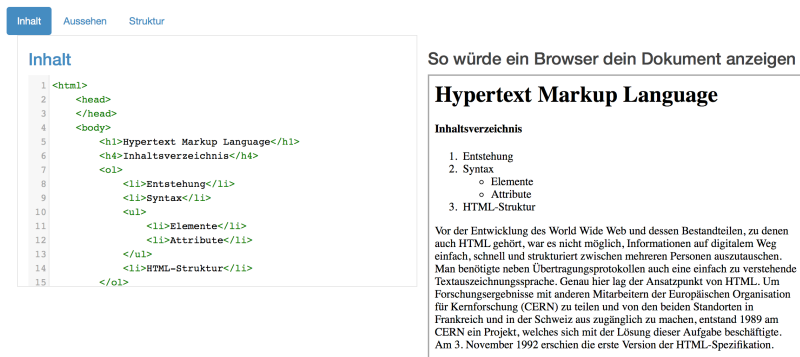 Inhalt Aussehen Struktur
Inhalt
1 <html>
2 <head>
3 </head>
4 <body>
5 <h1>Hypertext Markup Language</h1>
6 <h4>Inhaltsverzeichnis</h4>
7 <ol>
8 <li>Entstehung</li>
9 <li>Syntax</li>
10 <ul>
11 <li>Elemente</li>
12 <li>Attribute</li>
13 </ul>
14 <li>HTML-Struktur</li>
15 </ol>
So würde ein Browser dein Dokument anzeigen
Hypertext Markup Language
Inhaltsverzeichnis
1. Entstehung
2. Syntax
○ Elemente
○ Attribute
3. HTML-Struktur
Vor der Entwicklung des World Wide Web und dessen Bestandteilen, zu denen
auch HTML gehört, war es nicht möglich, Informationen auf digitalem Weg
einfach, schnell und strukturiert zwischen mehreren Personen auszutauschen.
Man benötigte neben Übertragungsprotokollen auch eine einfach zu verstehende
Textauszeichnungssprache. Genau hier lag der Ansatzpunkt von HTML. Um
Forschungsergebnisse mit anderen Mitarbeitern der Europäischen Organisation
für Kernforschung (CERN) zu teilen und von den beiden Standorten in
Frankreich und in der Schweiz aus zugänglich zu machen, entstand 1989 am
CERN ein Projekt, welches sich mit der Lösung dieser Aufgabe beschäftigte.
Am 3. November 1992 erschien die erste Version der HTML-Spezifikation.